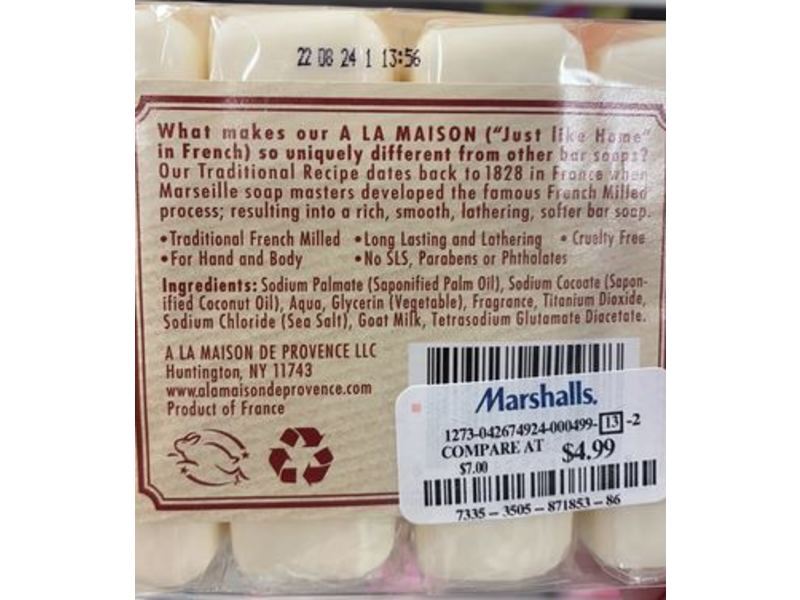 22 08 24 1 13:56
What makes our A LA MAISON ("Just like Home"
in French) so uniquely different from other bar soaps?
Our Traditional Recipe dates back to 1828 in France when
Marseille soap masters developed the famous French Milled
process; resulting into a rich, smooth, lathering, softer bar soap.
•Traditional French Milled •Long Lasting and Lathering • Cruelty Free
•For Hand and Body •No SLS, Parabens or Phthalates
Ingredients: Sodium Palmate (Saponified Palm Oil), Sodium Cocoate (Sapon-
ified Coconut Oil), Aqua, Glycerin (Vegetable), Fragrance, Titanium Dioxide,
Sodium Chloride (Sea Salt), Goat Milk, Tetrasodium Glutamate Diacetate.
A LA MAISON DE PROVENCE LLC
Huntington, NY 11743
www.alamaisondeprovence.com
Product of France
Marshalls.
1273-042674924-000499-13-2
COMPARE AT $4.99
$7.00
7335 – 3505 – 871853 – 86